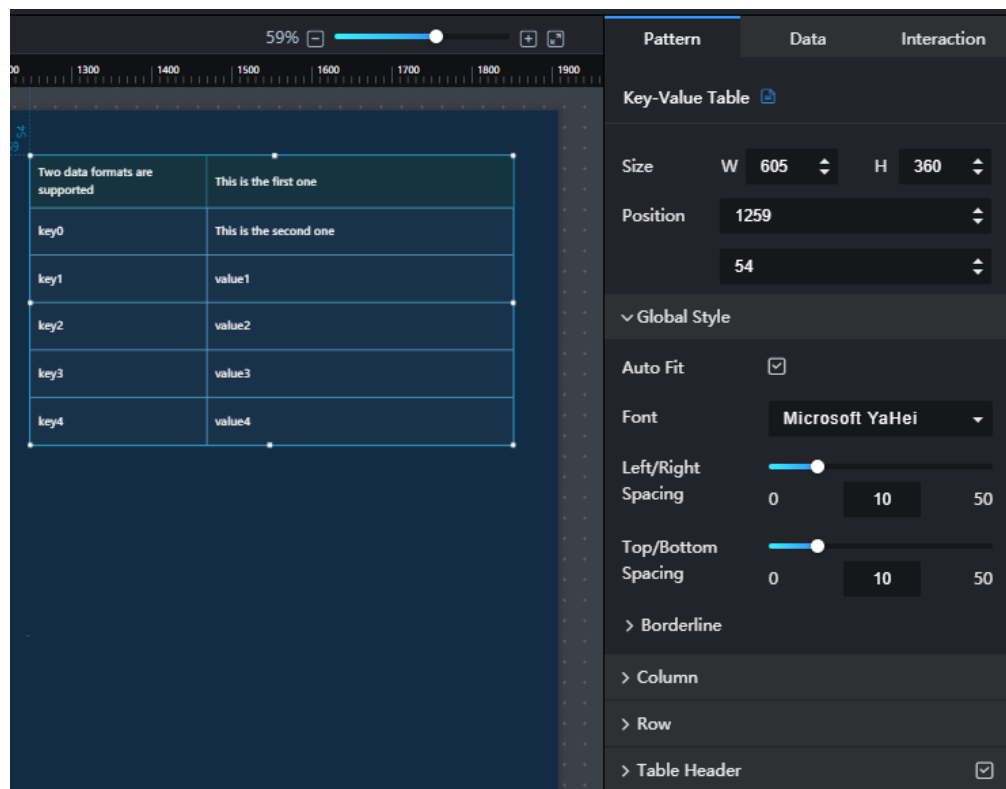 59%
Pattern Data Interaction
00 1300 1400 1500 1600 1700 1800 1900
Key-Value Table
54
59
Two data formats are
supported
This is the first one
key0 This is the second one
key1 value1
key2 value2
key3 value3
key4 value4
Size W 605 H 360
Position 1259
54
Global Style
Auto Fit
Font Microsoft YaHei
Left/Right
Spacing
0 10 50
Top/Bottom
Spacing
0 10 50
Borderline
Column
Row
Table Header